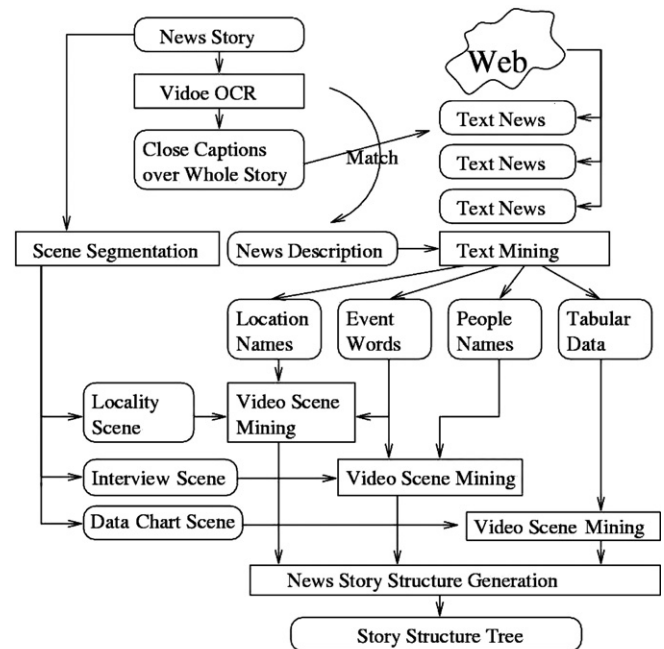 News Story
Web
Vidoe OCR
Text News
Close Captions
over Whole Story
Match
Text News
Text News
Scene Segmentation
News Description
Text Mining
Location
Names
Event
Words
People
Names
Tabular
Data
Locality
Scene
Video Scene
Mining
Interview Scene
Video Scene Mining
Data Chart Scene
Video Scene Mining
News Story Structure Generation
Story Structure Tree